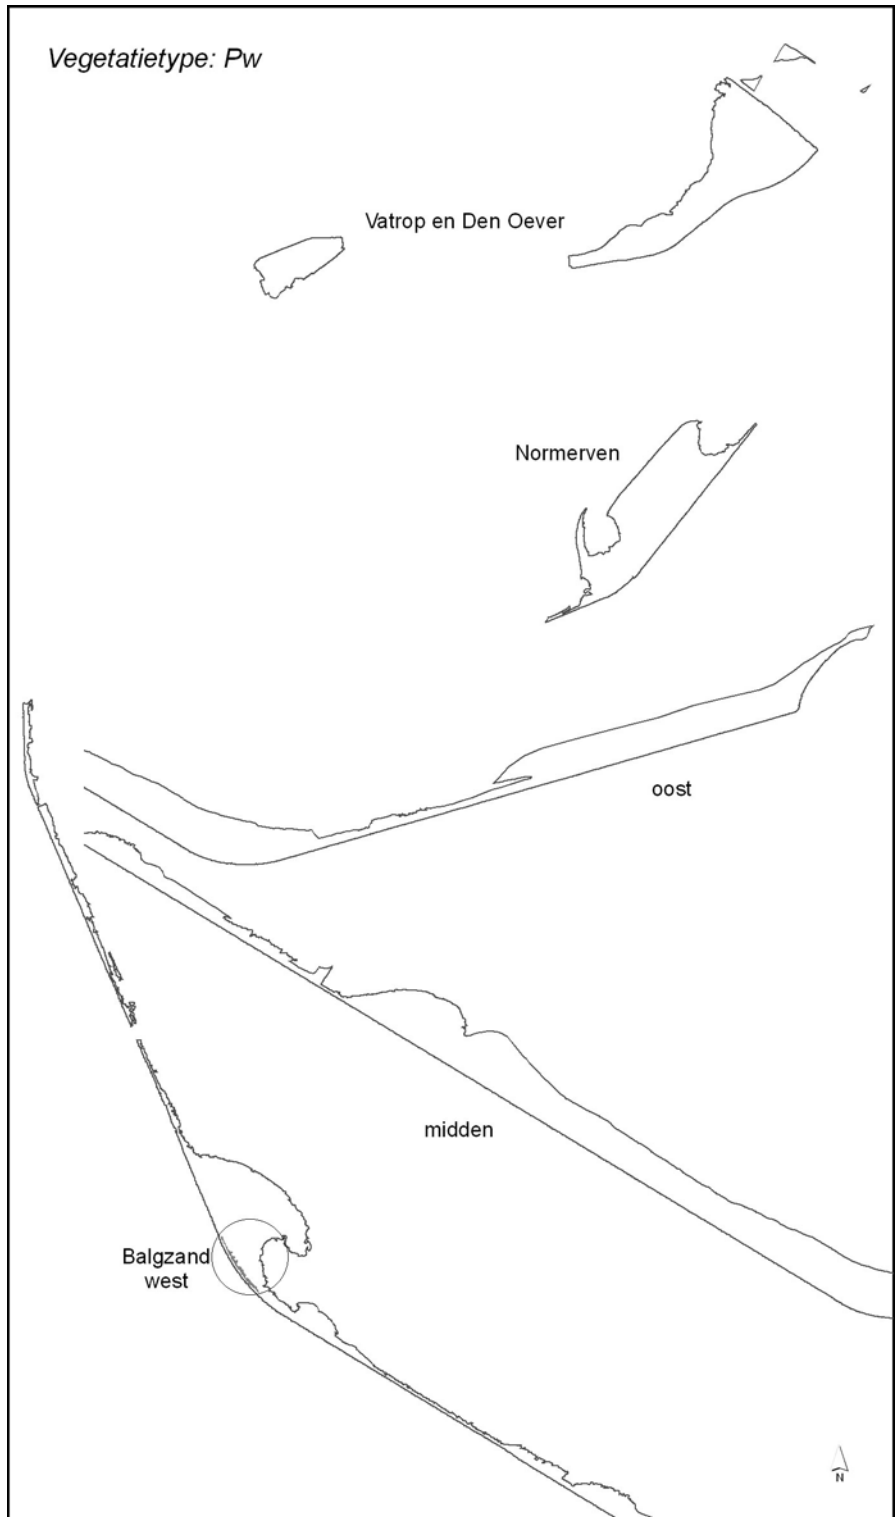 Vegetatietype: Pw
Vatrop en Den Oever
Normerven
oost
midden
Balgzand
west
N